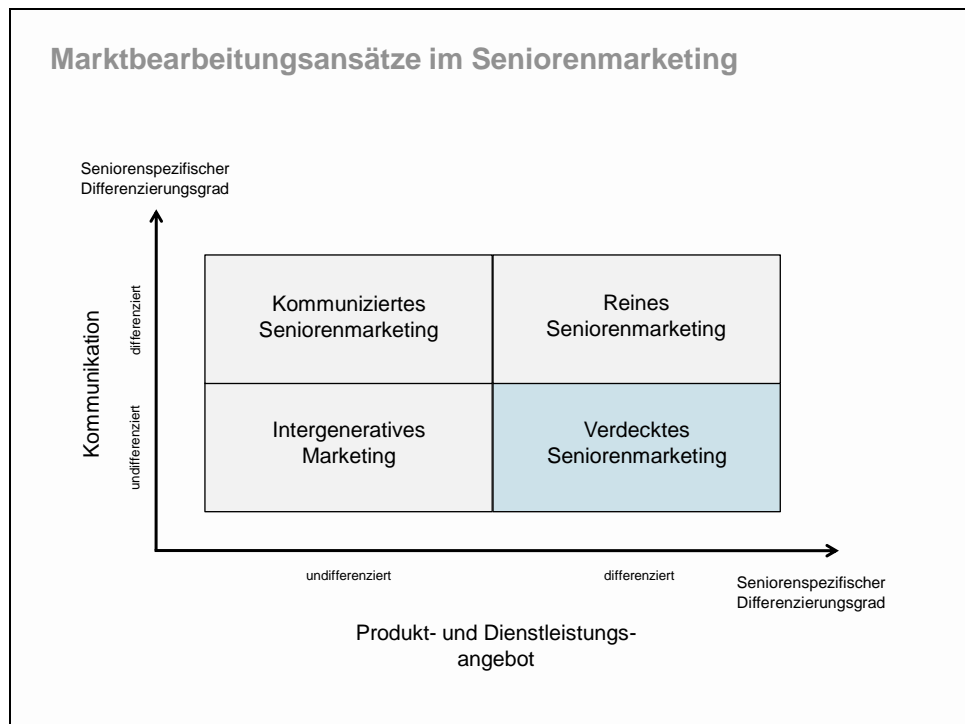 Marktbearbeitungsansätze im Seniorenmarketing
Seniorenspezifischer
Differenzierungsgrad
Kommunikation
differenziert
undifferenziert
Kommuniziertes
Seniorenmarketing
Reines
Seniorenmarketing
Intergeneratives
Marketing
Verdecktes
Seniorenmarketing
undifferenziert
differenziert
Seniorenspezifischer
Differenzierungsgrad
Produkt- und Dienstleistungs-
angebot